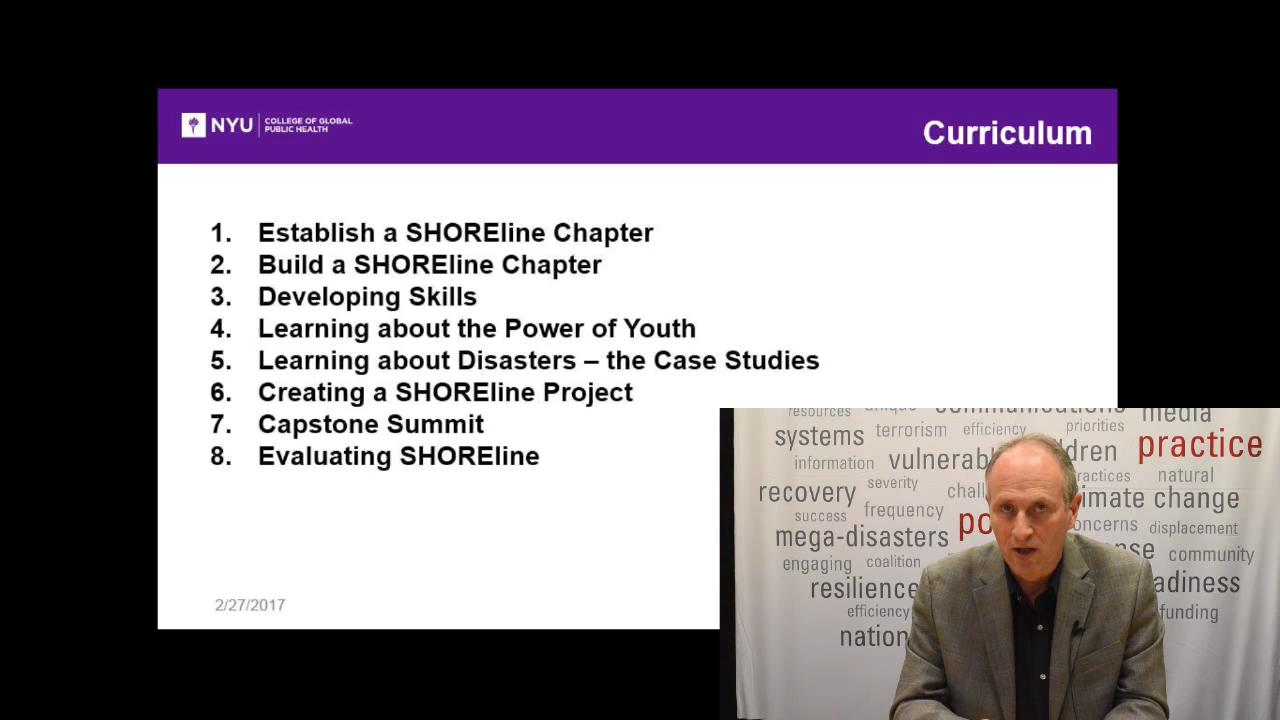 NYU
COLLEGE OF GLOBAL
PUBLIC HEALTH
Curriculum
1. Establish a SHOREline Chapter
2. Build a SHOREline Chapter
3. Developing Skills
4. Learning about the Power of Youth
5. Learning about Disasters – the Case Studies
6. Creating a SHOREline Project
7. Capstone Summit
8. Evaluating SHOREline
2/27/2017
resources communications media
systems terrorism efficiency priorities practice
information natural
recovery severity
success frequency climate change
mega-disasters displacement
engaging coalition community
resilience
efficiency funding